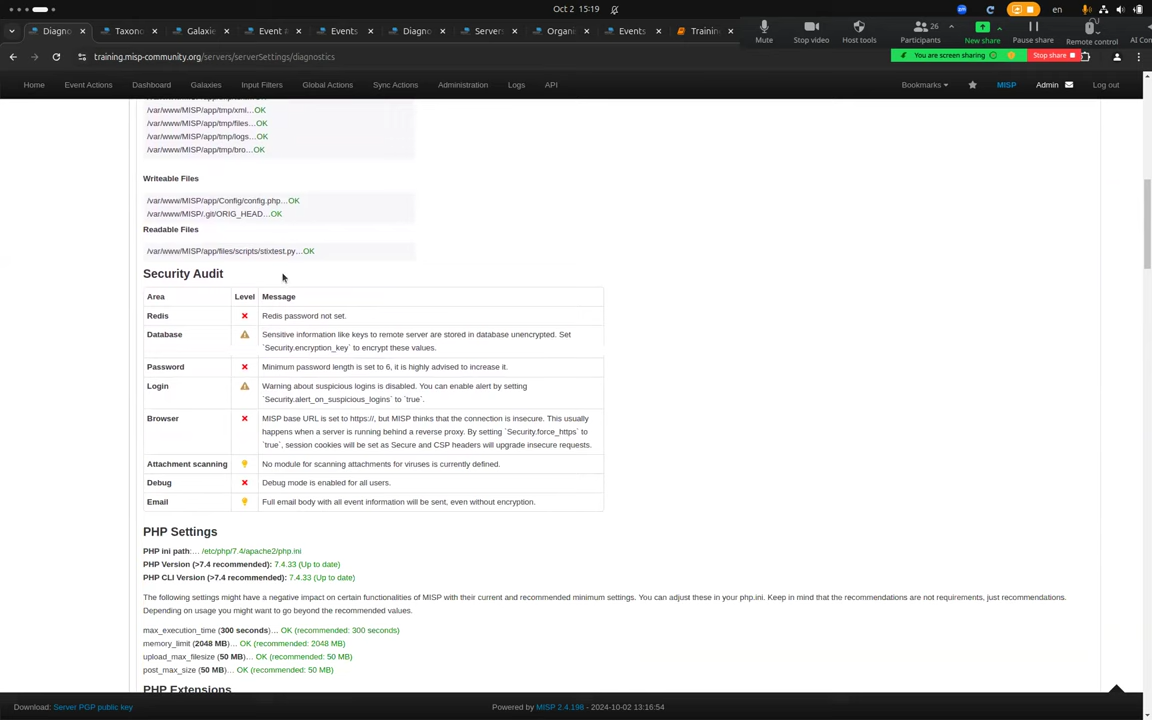 Oct 2 15:19
en
Diagno
Taxono
Galaxie
Event #
Events
Diagno
Server
Organi
Events
Trainin
Mute
Stop video
Host tools
Participants
26
New share
Pause share
Remote control
AI Con
training.misp-community.org/servers/serverSettings/diagnostics
You are screen sharing
Stop share
Home
Event Actions
Dashboard
Galaxies
Input Filters
Global Actions
Sync Actions
Administration
Logs
API
Bookmarks
MISP
Admin
Log out
/var/www/MISP/app/tmp/xml...OK
/var/www/MISP/app/tmp/files...OK
/var/www/MISP/app/tmp/logs...OK
/var/www/MISP/app/tmp/bro...OK
Writeable Files
/var/www/MISP/app/Config/config.php...OK
/var/www/MISP/.git/ORIG_HEAD...OK
Readable Files
/var/www/MISP/app/files/scripts/stixtest.py...OK
Security Audit
Area Level Message
Redis Redis password not set.
Database Sensitive information like keys to remote server are stored in database unencrypted. Set
`Security.encryption_key` to encrypt these values.
Password Minimum password length is set to 6, it is highly advised to increase it.
Login Warning about suspicious logins is disabled. You can enable alert by setting
`Security.alert_on_suspicious_logins` to `true`.
Browser MISP base URL is set to https://, but MISP thinks that the connection is insecure. This usually
happens when a server is running behind a reverse proxy. By setting `Security.force_https` to
`true`, session cookies will be set as Secure and CSP headers will upgrade insecure requests.
Attachment scanning No module for scanning attachments for viruses is currently defined.
Debug Debug mode is enabled for all users.
Email Full email body with all event information will be sent, even without encryption.
PHP Settings
PHP ini path:... /etc/php/7.4/apache2/php.ini
PHP Version (>7.4 recommended): 7.4.33 (Up to date)
PHP CLI Version (>7.4 recommended): 7.4.33 (Up to date)
The following settings might have a negative impact on certain functionalities of MISP with their current and recommended minimum settings. You can adjust these in your php.ini. Keep in mind that the recommendations are not requirements, just recommendations.
Depending on usage you might want to go beyond the recommended values.
max_execution_time (300 seconds)... OK (recommended: 300 seconds)
memory_limit (2048 MB)... OK (recommended: 2048 MB)
upload_max_filesize (50 MB)... OK (recommended: 50 MB)
post_max_size (50 MB)... OK (recommended: 50 MB)
PHP Extensions
Download: Server PGP public key
Powered by MISP 2.4.198 - 2024-10-02 13:16:54